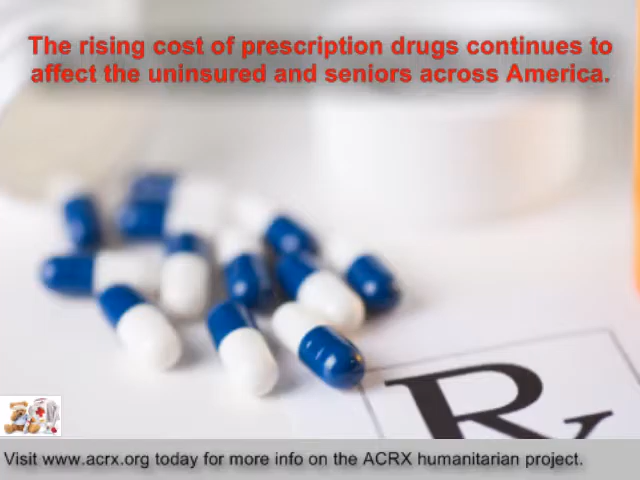 The rising cost of prescription drugs continues to
affect the uninsured and seniors across America.
R
Visit www.acrx.org today for more info on the ACRX humanitarian project.